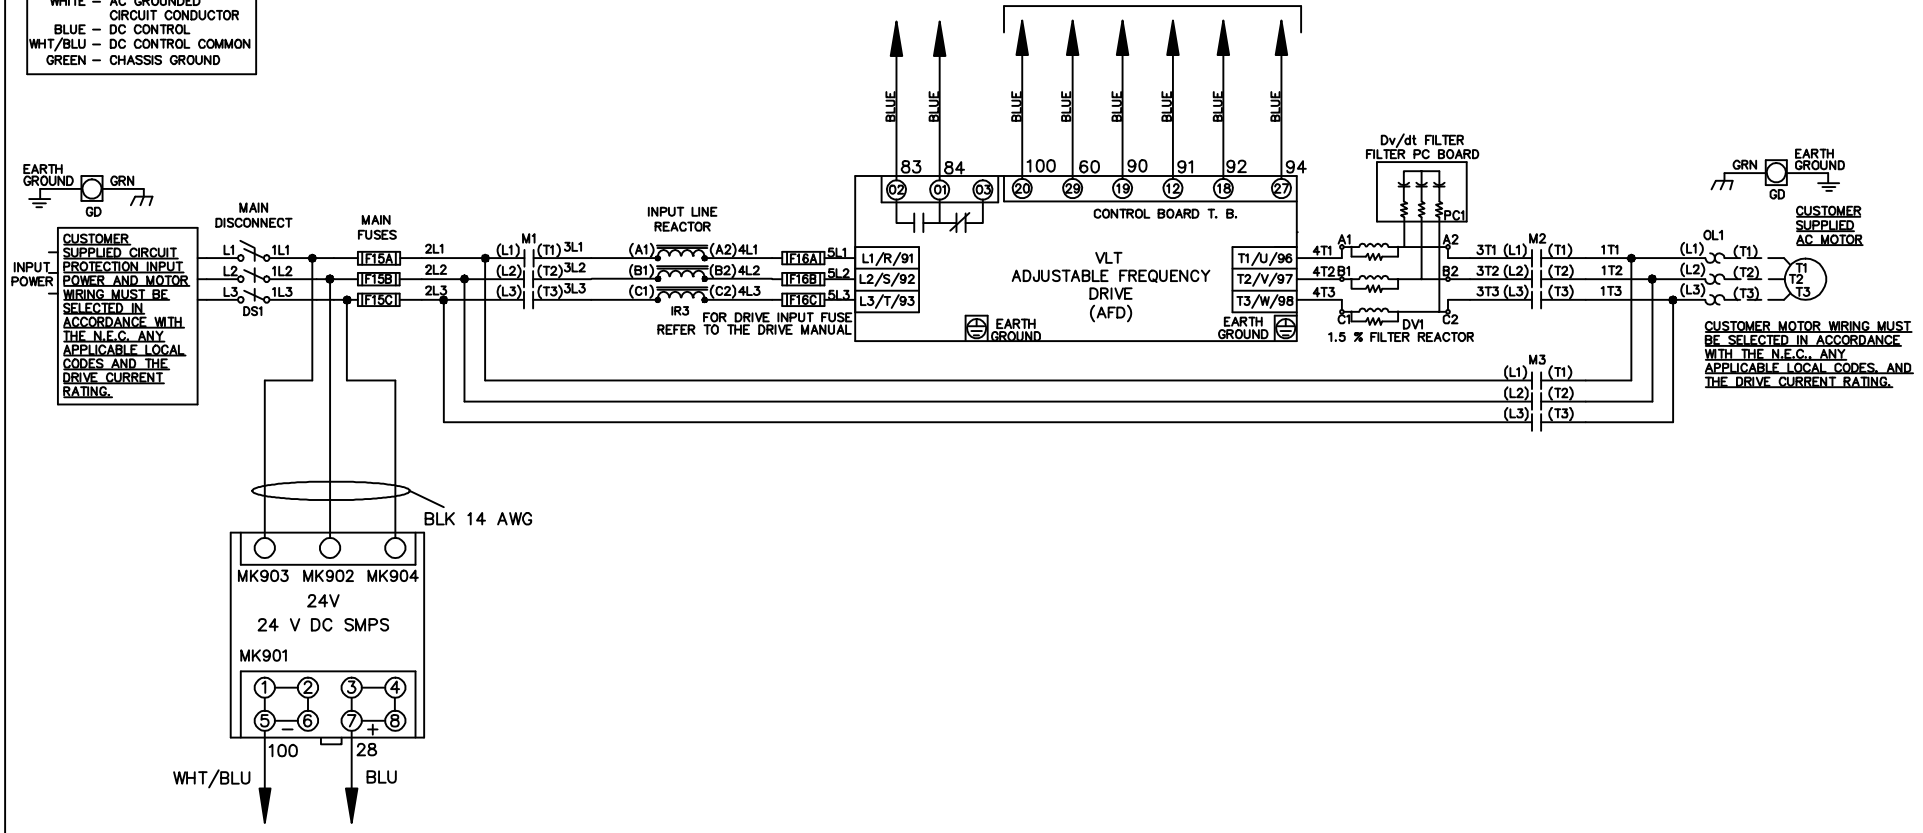 WHITE – AC GROUNDED
CIRCUIT CONDUCTOR
BLUE – DC CONTROL
WHT/BLU – DC CONTROL COMMON
GREEN – CHASSIS GROUND
BLUE
BLUE
BLUE
BLUE
BLUE
BLUE
BLUE
BLUE
83
84
100
60
90
91
92
94
02
01
03
20
29
19
12
18
27
CONTROL BOARD T. B.
EARTH
GROUND
GRN
GD
INPUT
POWER
CUSTOMER
SUPPLIED CIRCUIT
PROTECTION INPUT
POWER AND MOTOR
WIRING MUST BE
SELECTED IN
ACCORDANCE WITH
THE N.E.C. ANY
APPLICABLE LOCAL
CODES AND THE
DRIVE CURRENT
RATING.
MAIN
DISCONNECT
L1 1L1
L2 1L2
L3 1L3
DS1
MAIN
FUSES
F15A
F15B
F15C
2L1
2L2
2L3
M1
(L1) (T1) 3L1
(L2) (T2) 3L2
(L3) (T3) 3L3
INPUT LINE
REACTOR
(A1) (A2) 4L1
(B1) (B2) 4L2
(C1) (C2) 4L3
IR3
F16A 5L1
F16B 5L2
F16C 5L3
FOR DRIVE INPUT FUSE
REFER TO THE DRIVE MANUAL
L1/R/91
L2/S/92
L3/T/93
VLT
ADJUSTABLE FREQUENCY
DRIVE
(AFD)
EARTH
GROUND
T1/U/96
T2/V/97
T3/W/98
EARTH
GROUND
Dv/dt FILTER
FILTER PC BOARD
PC1
4T1 A1 A2
4T2 B1 B2
4T3 C1 C2
DV1
1.5 % FILTER REACTOR
M2
3T1 (L1) (T1) 1T1
3T2 (L2) (T2) 1T2
3T3 (L3) (T3) 1T3
M3
(L1) (T1)
(L2) (T2)
(L3) (T3)
OL1
(L1) (T1)
(L2) (T2)
(L3) (T3)
GRN
EARTH
GROUND
GD
CUSTOMER
SUPPLIED
AC MOTOR
T1
T2
T3
CUSTOMER MOTOR WIRING MUST
BE SELECTED IN ACCORDANCE
WITH THE N.E.C., ANY
APPLICABLE LOCAL CODES, AND
THE DRIVE CURRENT RATING.
BLK 14 AWG
MK903 MK902 MK904
24V
24 V DC SMPS
MK901
1 2 3 4
5 6 7 8
– +
100
28
WHT/BLU
BLU